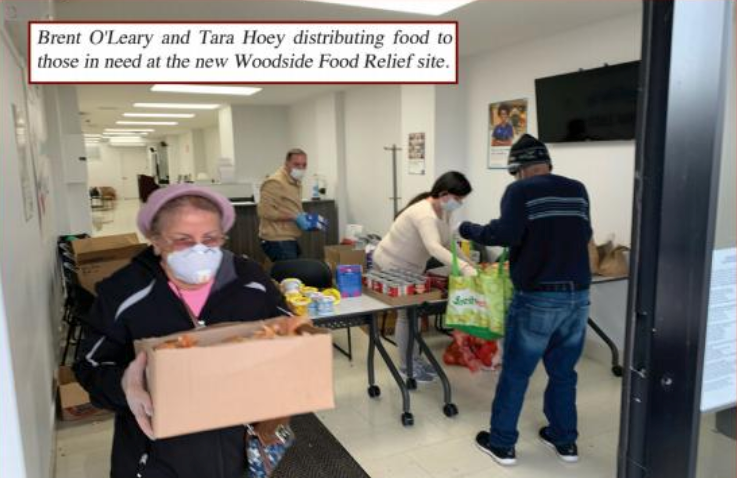 Brent O'Leary and Tara Hoey distributing food to
those in need at the new Woodside Food Relief site.